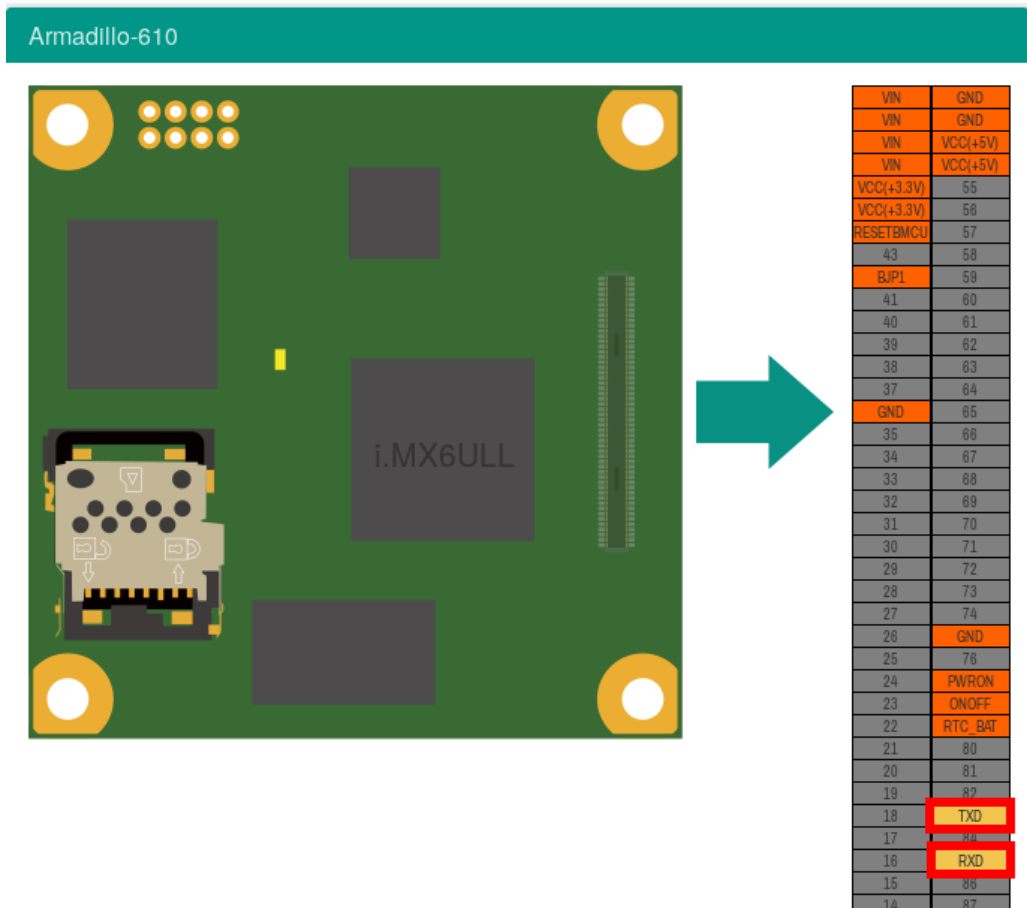 Armadillo-610
i.MX6ULL
VIN GND
VIN GND
VIN VCC(+5V)
VIN VCC(+5V)
VCC(+3.3V) 55
VCC(+3.3V) 56
RESETBMCU 57
43 58
BJP1 59
41 60
40 61
39 62
38 63
37 64
GND 65
35 66
34 67
33 68
32 69
31 70
30 71
29 72
28 73
27 74
26 GND
25 76
24 PWRON
23 ONOFF
22 RTC_BAT
21 80
20 81
19 82
18 TXD
17 84
16 RXD
15 86
14 87